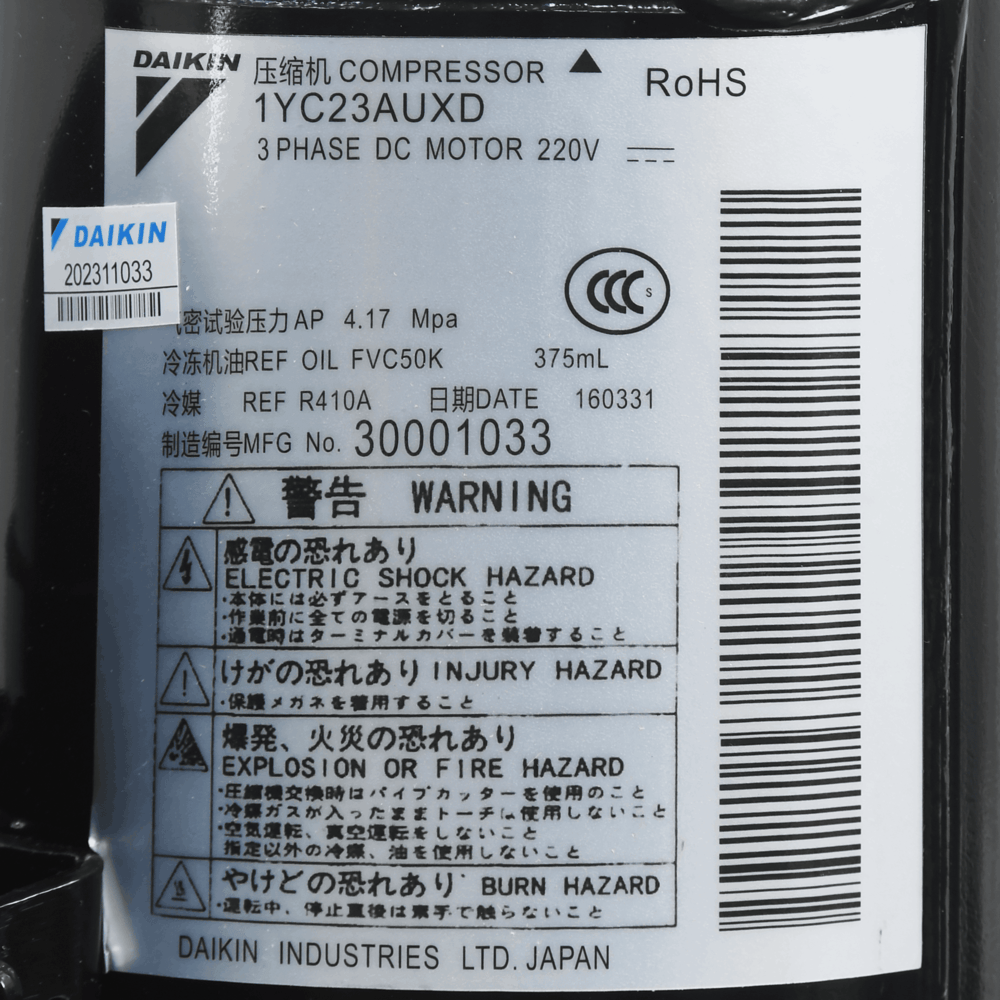 DAIKIN
压缩机 COMPRESSOR
RoHS
1YC23AUXD
3 PHASE DC MOTOR 220V
DAIKIN
202311033
CCC S
密试验压力 AP 4.17 Mpa
冷冻机油REF OIL FVC50K 375mL
冷媒 REF R410A 日期DATE 160331
制造编号MFG No. 30001033
警告 WARNING
感電の恐れあり
ELECTRIC SHOCK HAZARD
・本体には必ずアースをとること
・作業前に全ての電源を切ること
・通電時はターミナルカバーを装着すること
けがの恐れあり INJURY HAZARD
・保護メガネを着用すること
爆発、火災の恐れあり
EXPLOSION OR FIRE HAZARD
・圧縮機交換時はパイプカッターを使用のこと
・冷媒ガスが入ったままトーチは使用しないこと
・空気運転、真空運転をしないこと
指定以外の冷媒、油を使用しないこと
やけどの恐れあり BURN HAZARD
・運転中、停止直後は素手で触らないこと
DAIKIN INDUSTRIES LTD. JAPAN